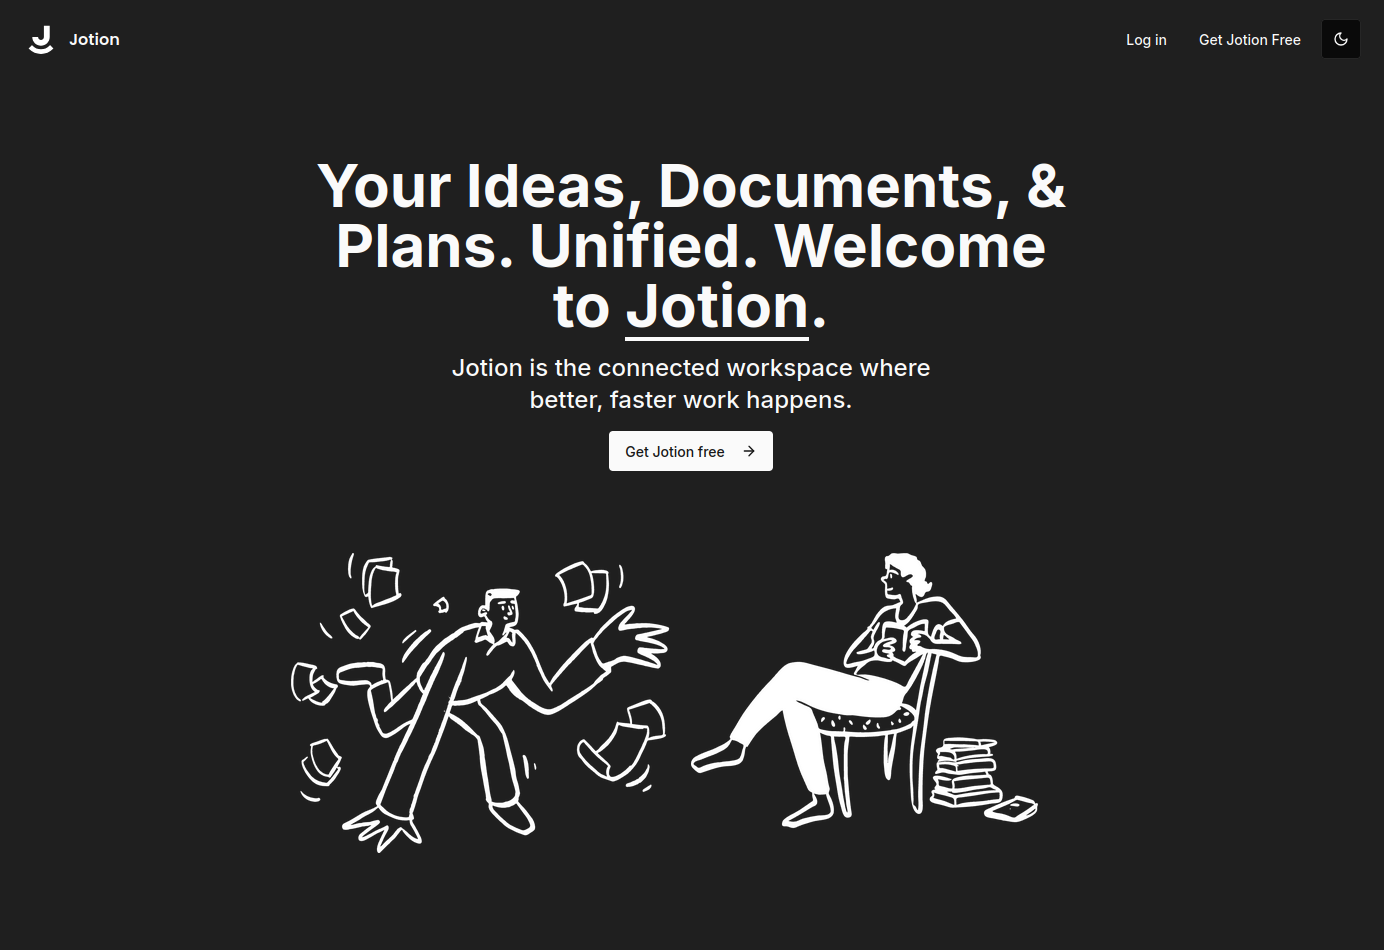 Jotion
Log in
Get Jotion Free
Your Ideas, Documents, &
Plans. Unified. Welcome
to Jotion.
Jotion is the connected workspace where
better, faster work happens.
Get Jotion free